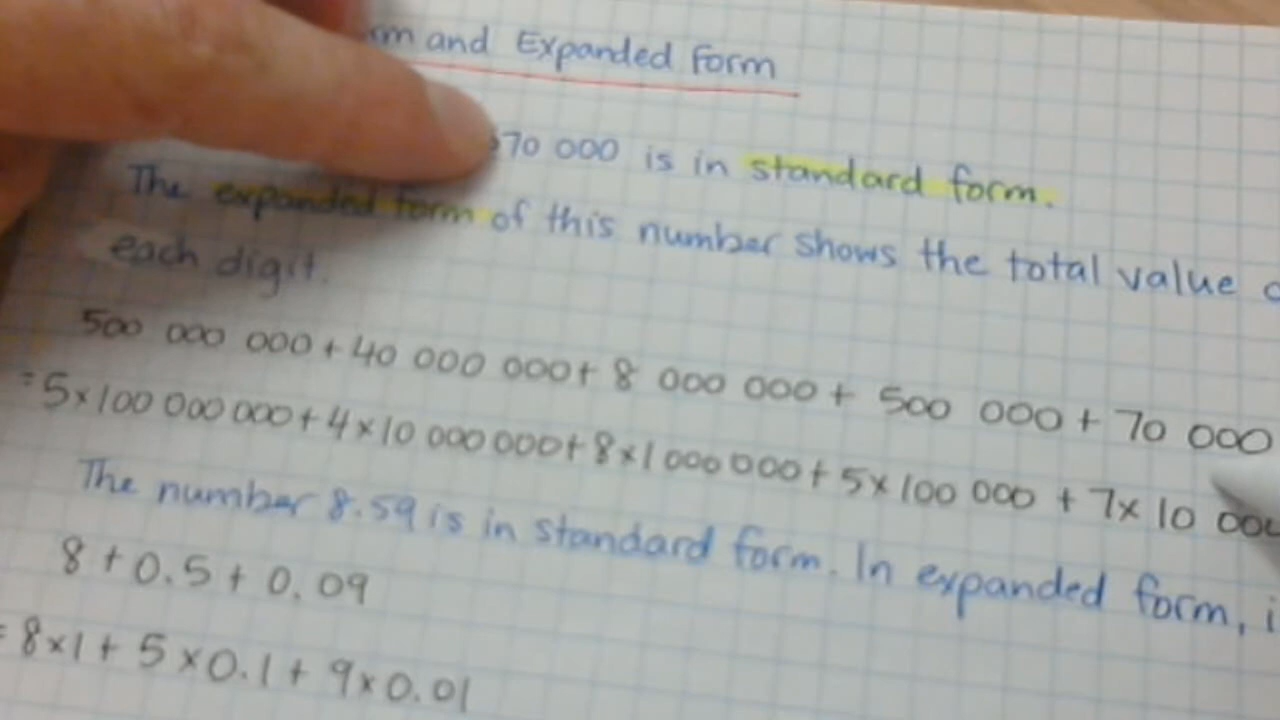 and Expanded Form
70 000 is in standard form.
The expanded form of this number shows the total value
each digit.
500 000 000 + 40 000 000 + 8 000 000 + 500 000 + 70 000
= 5×100 000 000 + 4×10 000 000 + 8×1 000 000 + 5×100 000 + 7×10
The number 8.59 is in standard form. In expanded form,
8 + 0.5 + 0.09
= 8×1 + 5×0.1 + 9×0.01